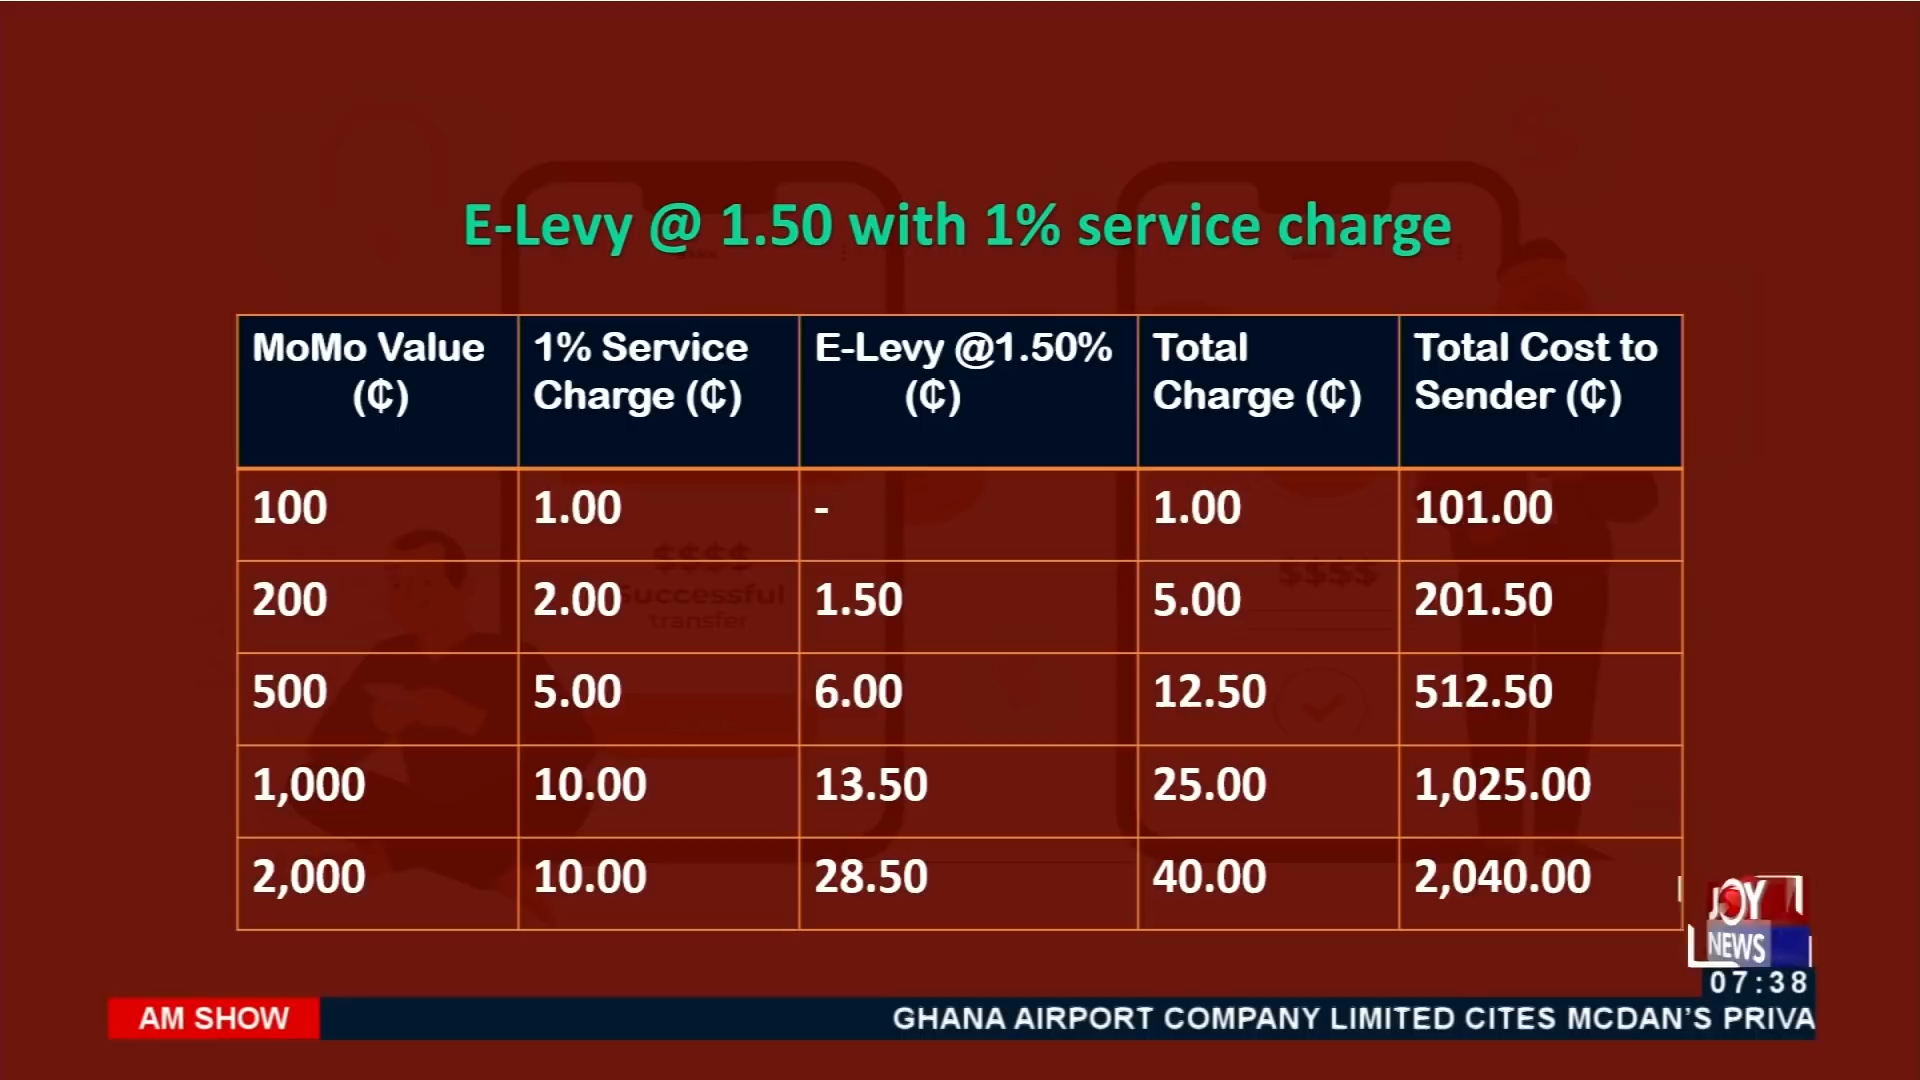 E-Levy @ 1.50 with 1% service charge
MoMo Value (₵)
1% Service Charge (₵)
E-Levy @1.50% (₵)
Total Charge (₵)
Total Cost to Sender (₵)
100 1.00 - 1.00 101.00
200 2.00 1.50 5.00 201.50
500 5.00 6.00 12.50 512.50
1,000 10.00 13.50 25.00 1,025.00
2,000 10.00 28.50 40.00 2,040.00
$$$$
Successful
transfer
$$$$
JOY
NEWS
07:38
AM SHOW GHANA AIRPORT COMPANY LIMITED CITES MCDAN'S PRIVA